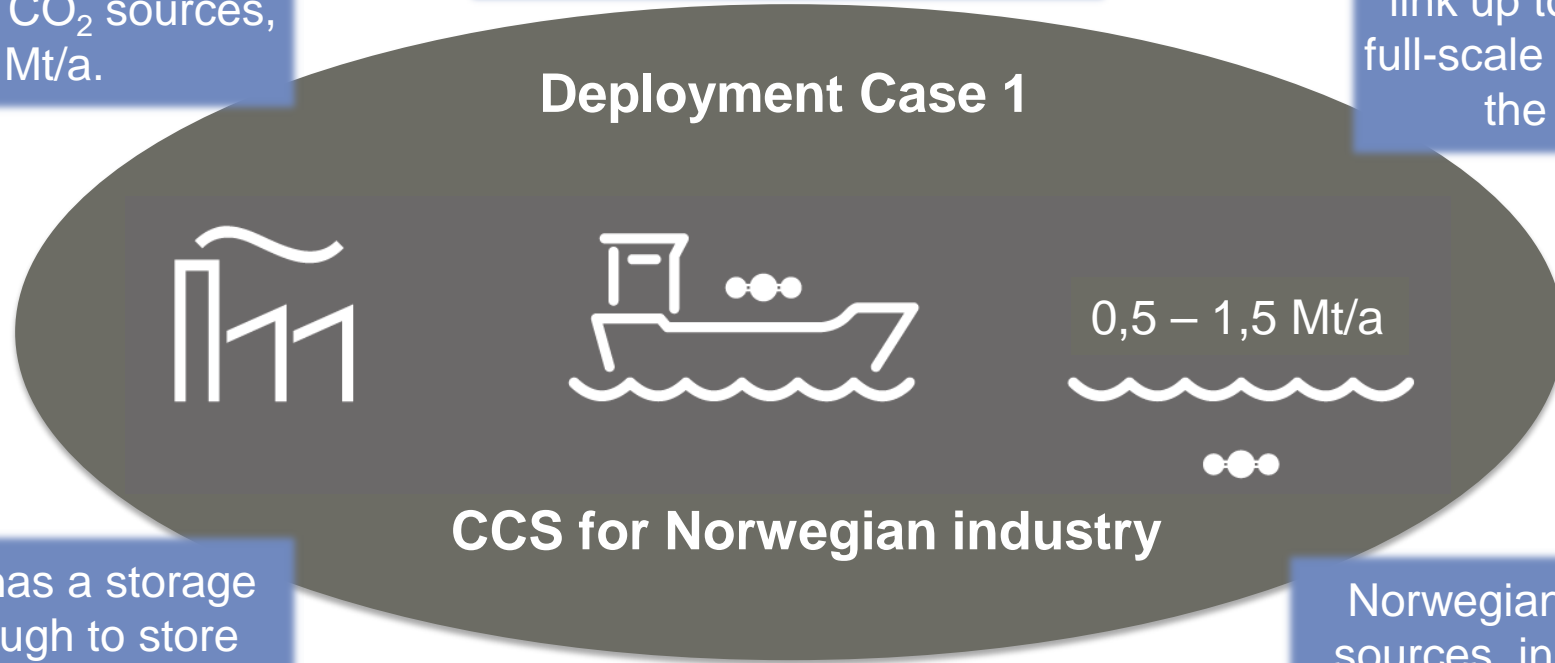 CO₂ sources,
Mt/a.
link up to
full-scale
the
Deployment Case 1
0,5 – 1,5 Mt/a
CCS for Norwegian industry
has a storage
ugh to store
Norwegian
sources, in